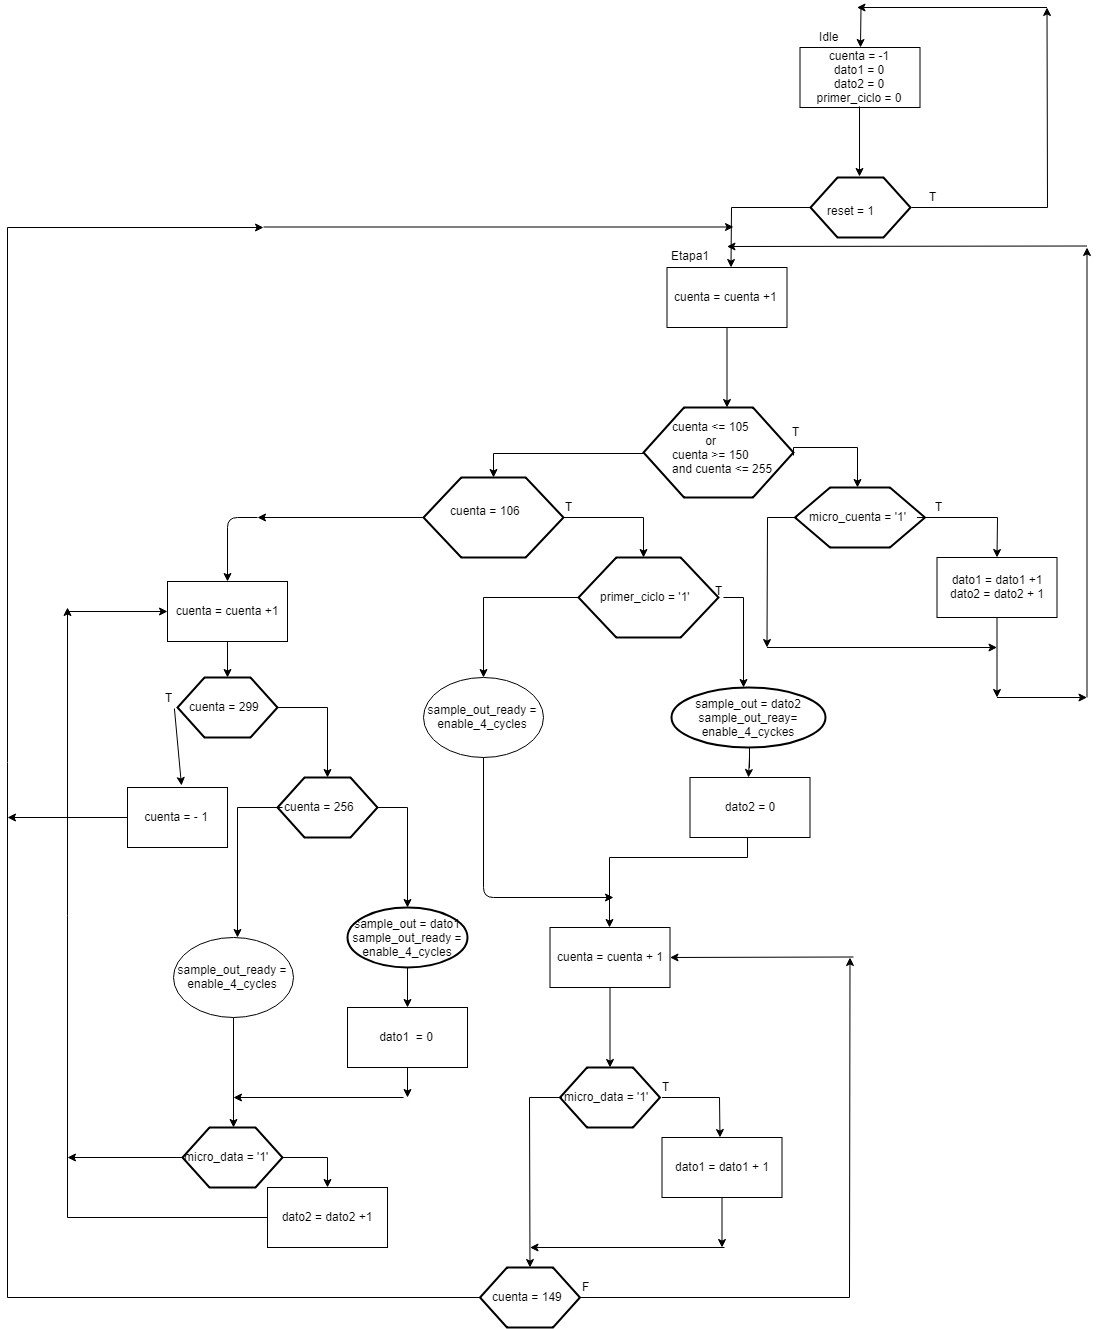 Idle
cuenta = -1
dato1 = 0
dato2 = 0
primer_ciclo = 0
reset = 1
T
Etapa1
cuenta = cuenta +1
cuenta <= 105
or
cuenta >= 150
and cuenta <= 255
T
cuenta = 106
T
micro_cuenta = '1'
T
dato1 = dato1 +1
dato2 = dato2 + 1
cuenta = cuenta +1
primer_ciclo = '1'
T
cuenta = 299
T
sample_out_ready =
enable_4_cycles
sample_out = dato2
sample_out_reay=
enable_4_cyckes
cuenta = - 1
cuenta = 256
dato2 = 0
sample_out = dato1
sample_out_ready =
enable_4_cycles
sample_out_ready =
enable_4_cycles
cuenta = cuenta + 1
dato1  = 0
micro_data = '1'
T
micro_data = '1'
dato1 = dato1 + 1
dato2 = dato2 +1
cuenta = 149
F